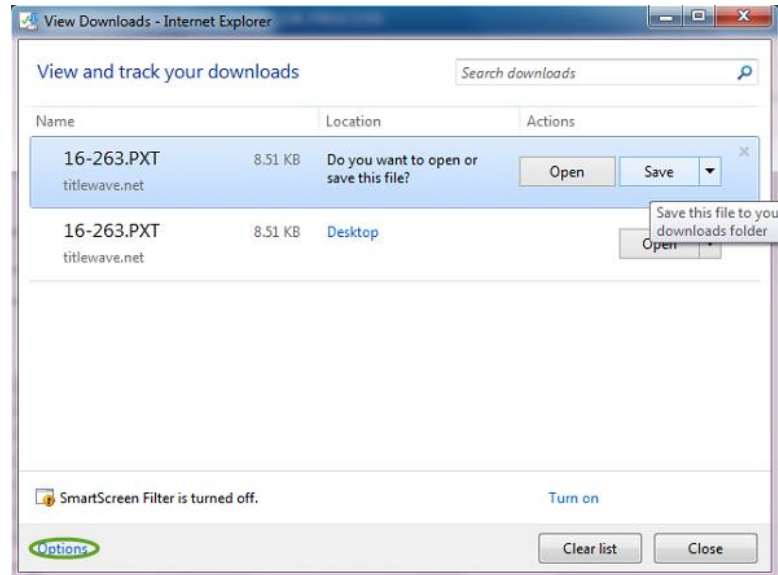 View Downloads - Internet Explorer
View and track your downloads
Search downloads
Name Location Actions
16-263.PXT 8.51 KB Do you want to open or
save this file?
Open Save
titlewave.net
Save this file to you
downloads folder
16-263.PXT 8.51 KB Desktop
Open
titlewave.net
SmartScreen Filter is turned off. Turn on
Options Clear list Close